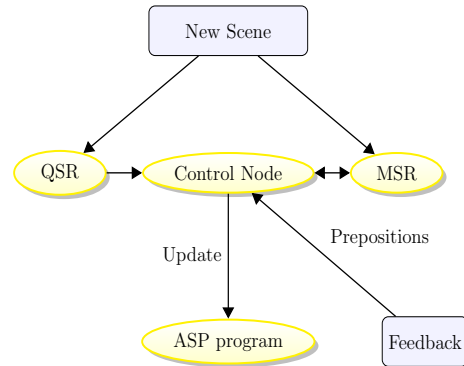 New Scene
QSR
Control Node
MSR
Prepositions
Update
ASP program
Feedback